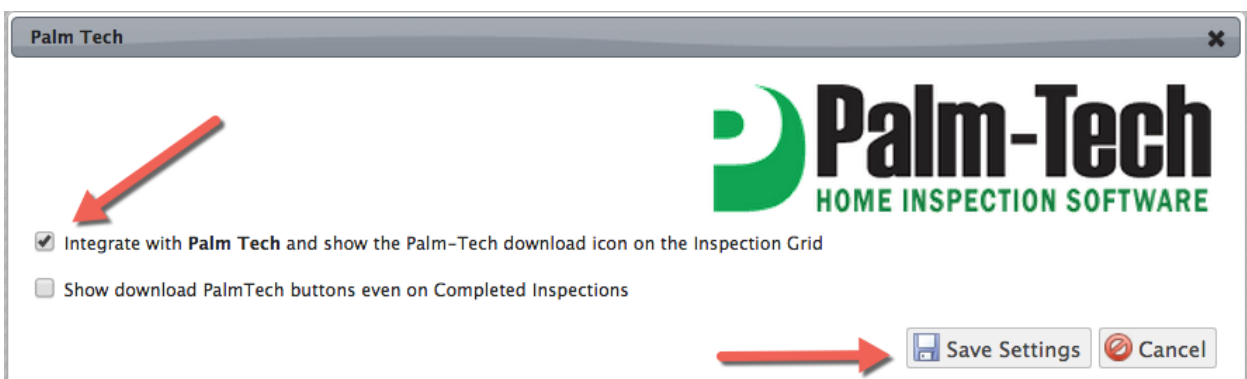 Palm Tech
Palm-Tech
HOME INSPECTION SOFTWARE
Integrate with Palm Tech and show the Palm-Tech download icon on the Inspection Grid
Show download PalmTech buttons even on Completed Inspections
Save Settings Cancel